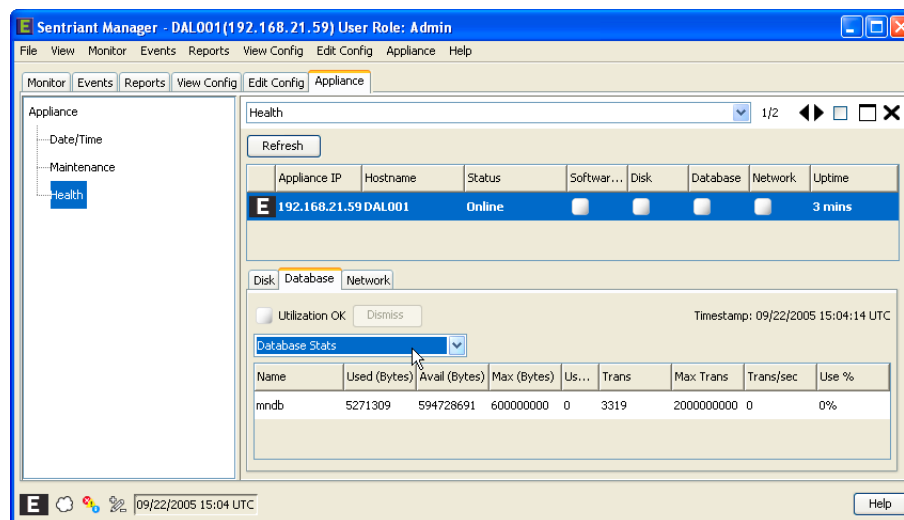 E Sentriant Manager - DAL001(192.168.21.59) User Role: Admin
File View Monitor Events Reports View Config Edit Config Appliance Help
Monitor Events Reports View Config Edit Config Appliance
Appliance
Date/Time
Maintenance
Health
Health 1/2
Refresh
Appliance IP Hostname Status Softwar... Disk Database Network Uptime
E 192.168.21.59 DAL001 Online 3 mins
Disk Database Network
Utilization OK Dismiss Timestamp: 09/22/2005 15:04:14 UTC
Database Stats
Name Used (Bytes) Avail (Bytes) Max (Bytes) Us... Trans Max Trans Trans/sec Use %
mndb 5271309 594728691 600000000 0 3319 2000000000 0 0%
E 09/22/2005 15:04 UTC Help